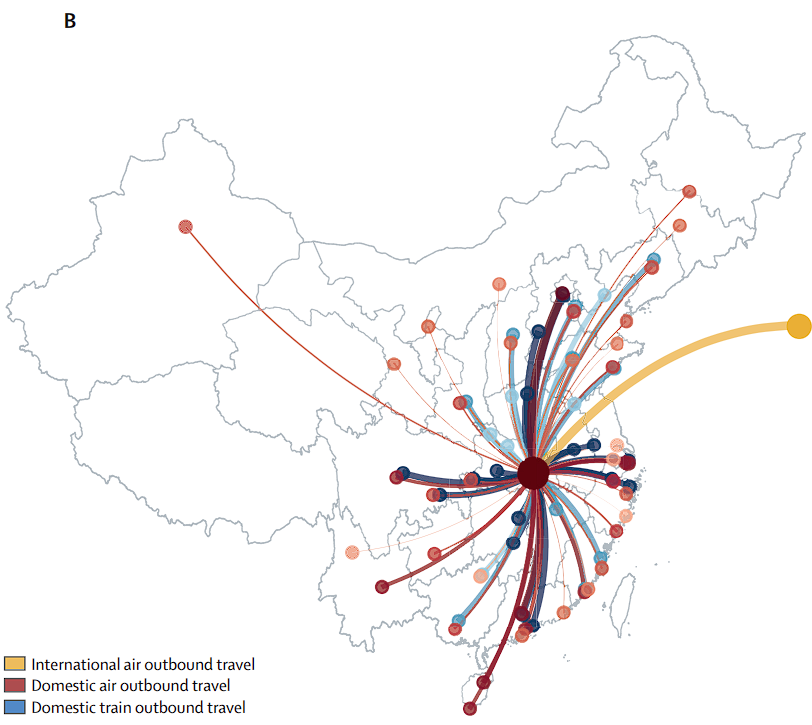 B
International air outbound travel
Domestic air outbound travel
Domestic train outbound travel